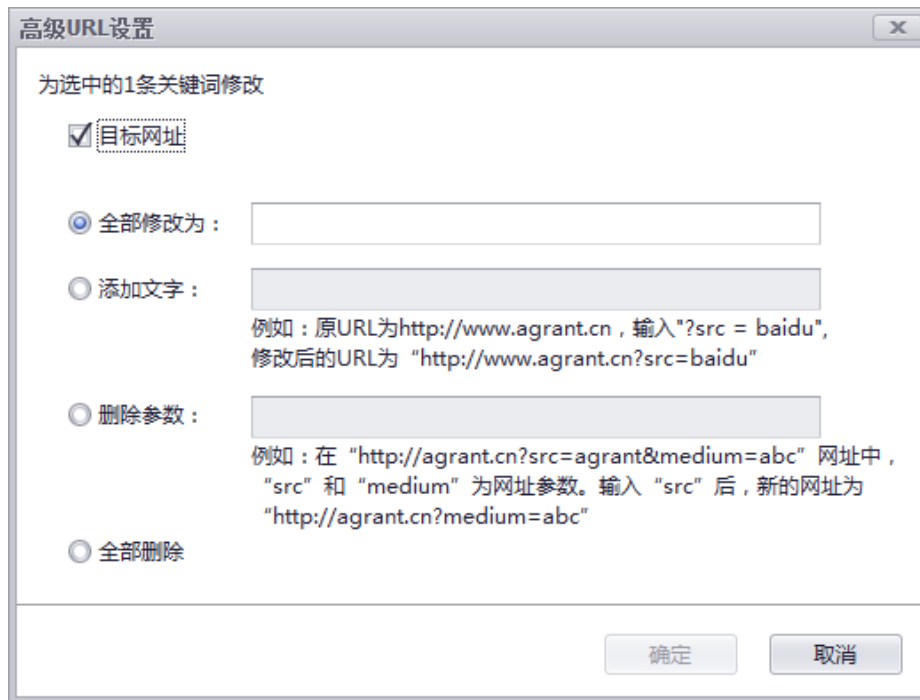 高级URL设置
为选中的1条关键词修改
目标网址
全部修改为：
添加文字：
例如：原URL为http://www.agrant.cn，输入"?src = baidu",
修改后的URL为“http://www.agrant.cn?src=baidu”
删除参数：
例如：在“http://agrant.cn?src=agrant&medium=abc”网址中，
“src”和“medium”为网址参数。输入“src”后，新的网址为
“http://agrant.cn?medium=abc”
全部删除
确定 取消